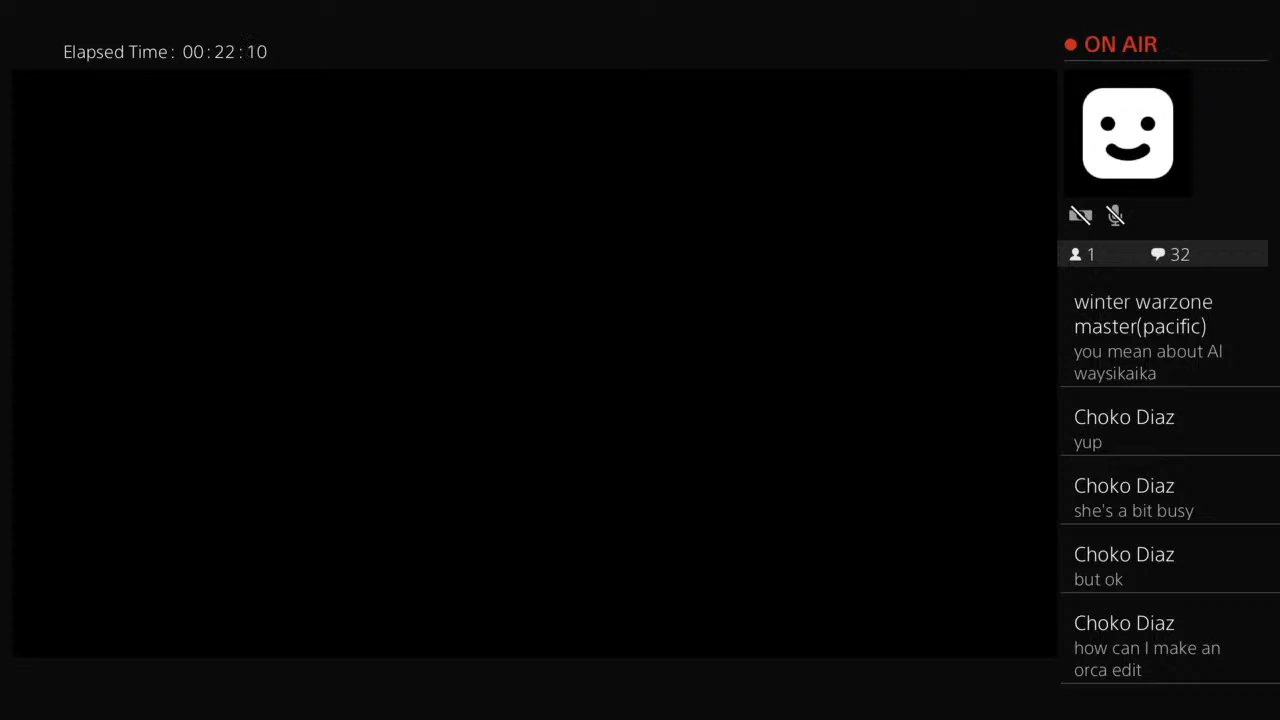 Elapsed Time: 00:22:10
ON AIR
1
32
winter warzone
master(pacific)
you mean about Al
waysikaika
Choko Diaz
yup
Choko Diaz
she's a bit busy
Choko Diaz
but ok
Choko Diaz
how can I make an
orca edit